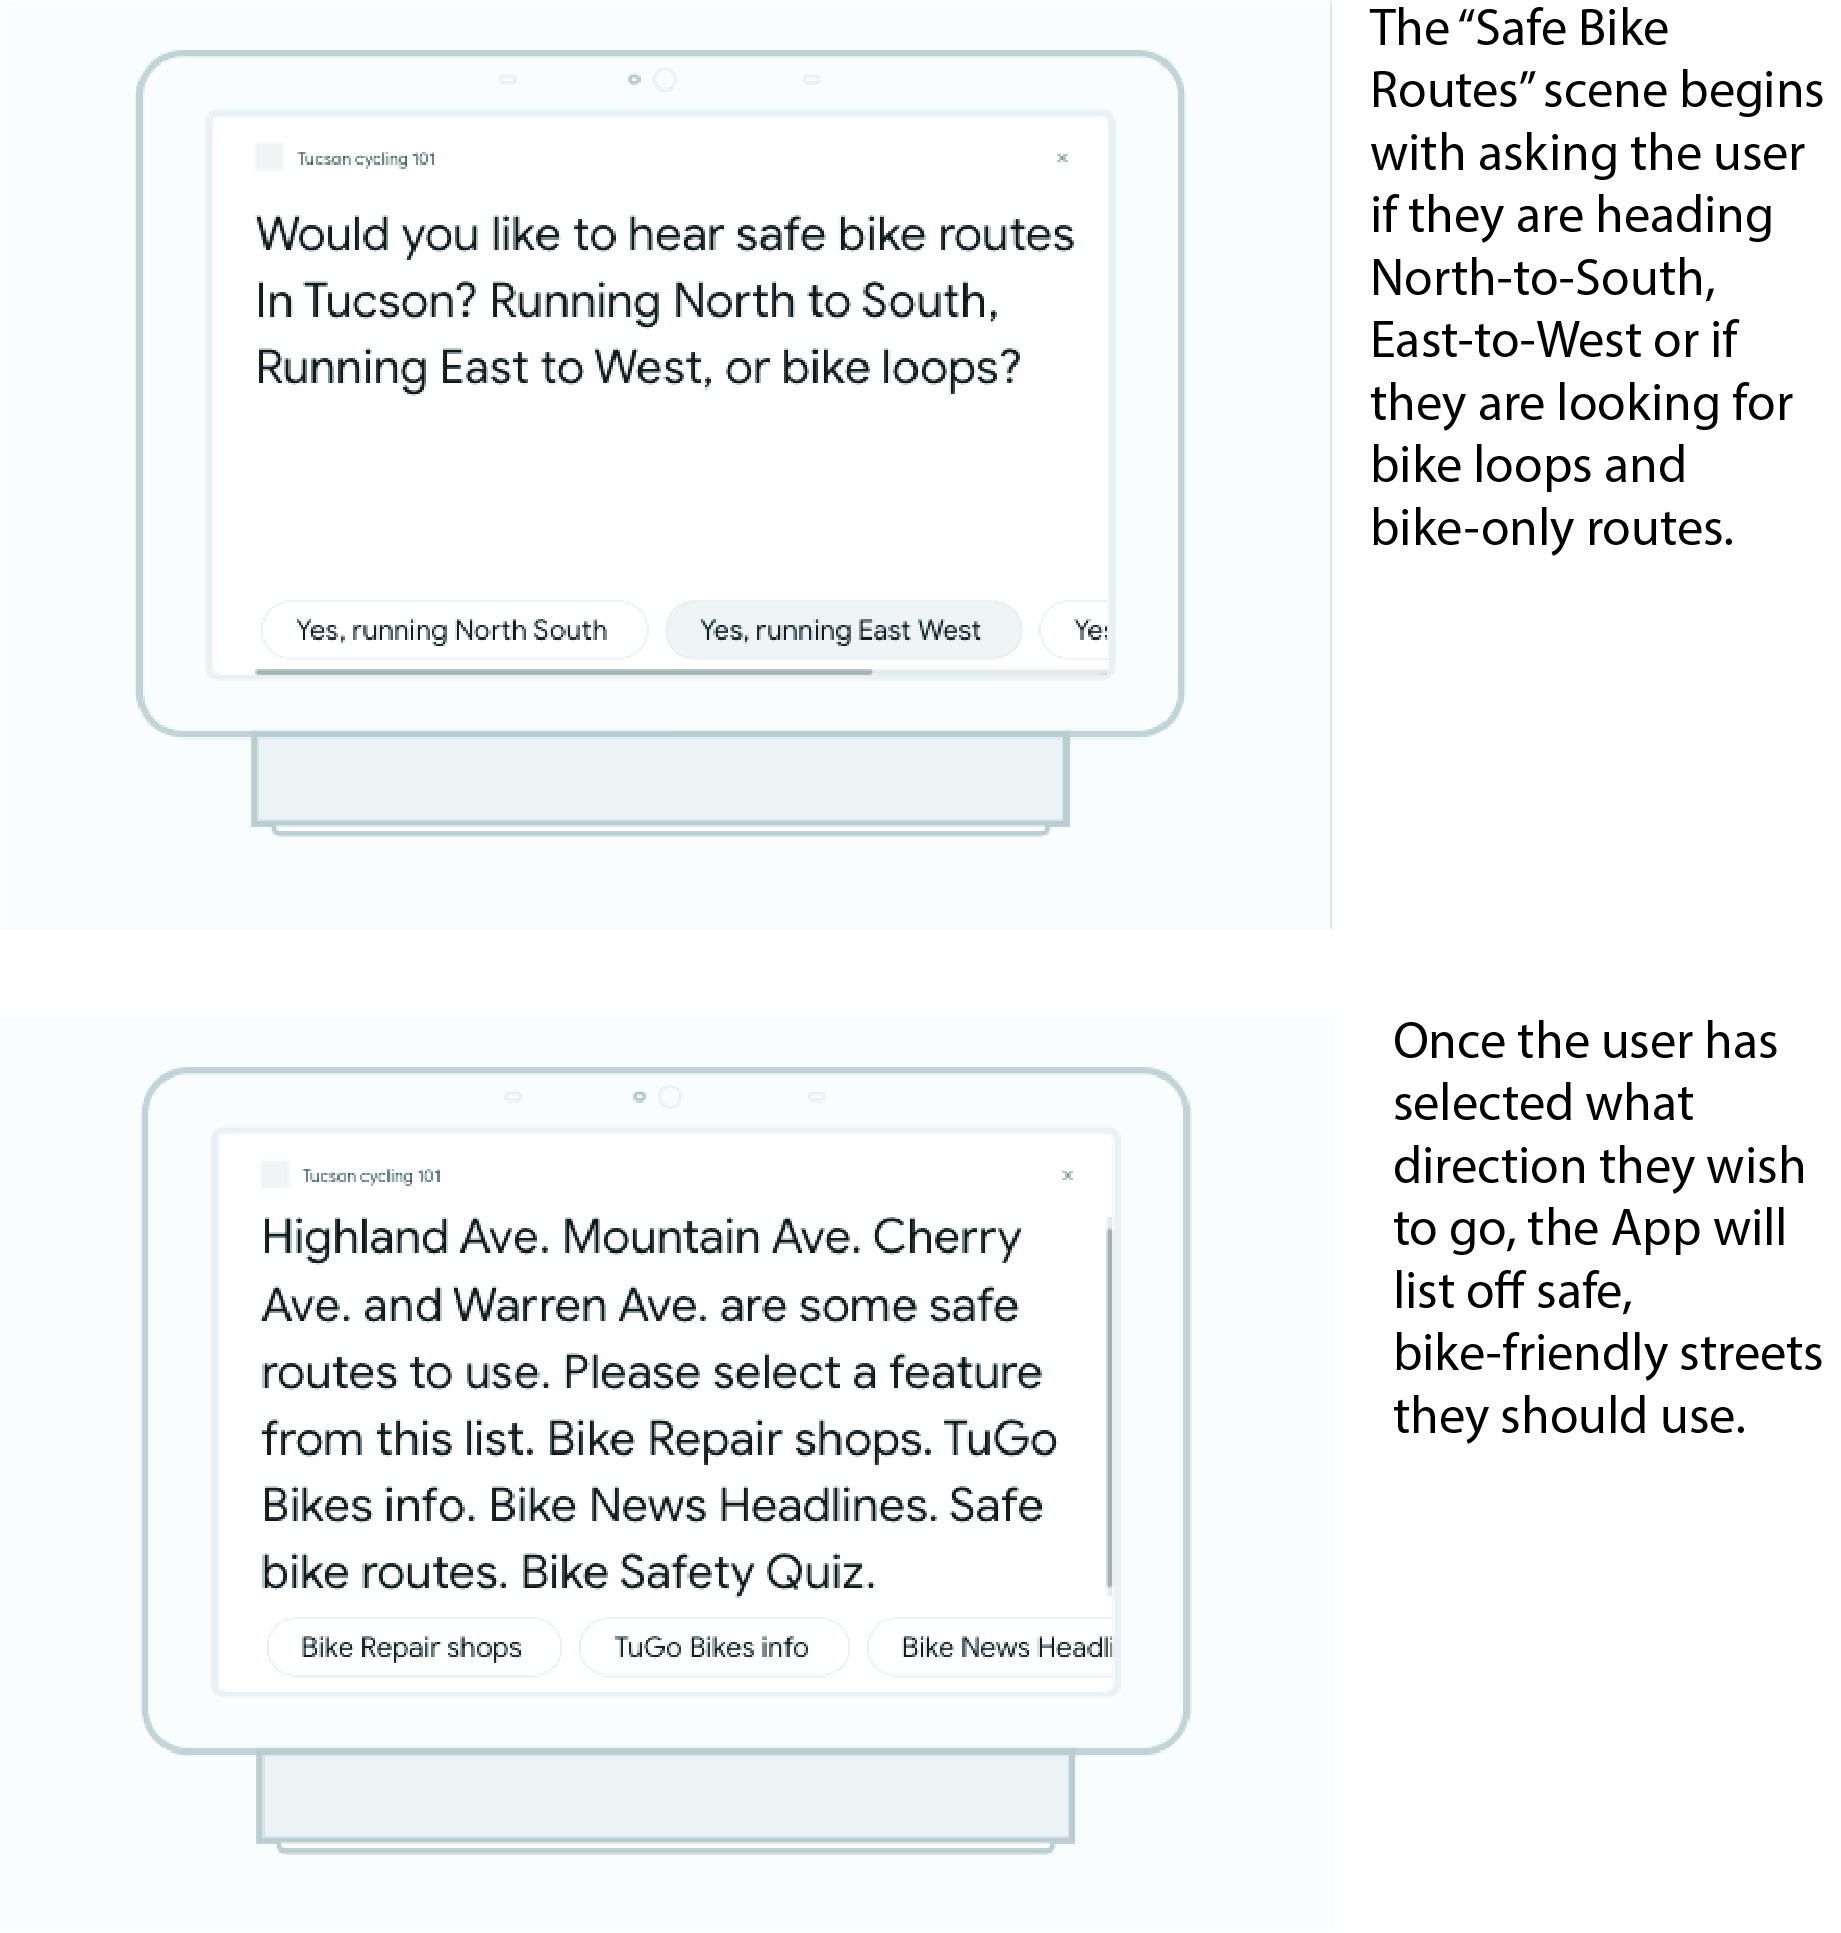 Tucson cycling 101
Would you like to hear safe bike routes
In Tucson? Running North to South,
Running East to West, or bike loops?
Yes, running North South
Yes, running East West
Yes
The “Safe Bike
Routes” scene begins
with asking the user
if they are heading
North-to-South,
East-to-West or if
they are looking for
bike loops and
bike-only routes.
Tucson cycling 101
Highland Ave. Mountain Ave. Cherry
Ave. and Warren Ave. are some safe
routes to use. Please select a feature
from this list. Bike Repair shops. TuGo
Bikes info. Bike News Headlines. Safe
bike routes. Bike Safety Quiz.
Bike Repair shops
TuGo Bikes info
Bike News Headli
Once the user has
selected what
direction they wish
to go, the App will
list off safe,
bike-friendly streets
they should use.